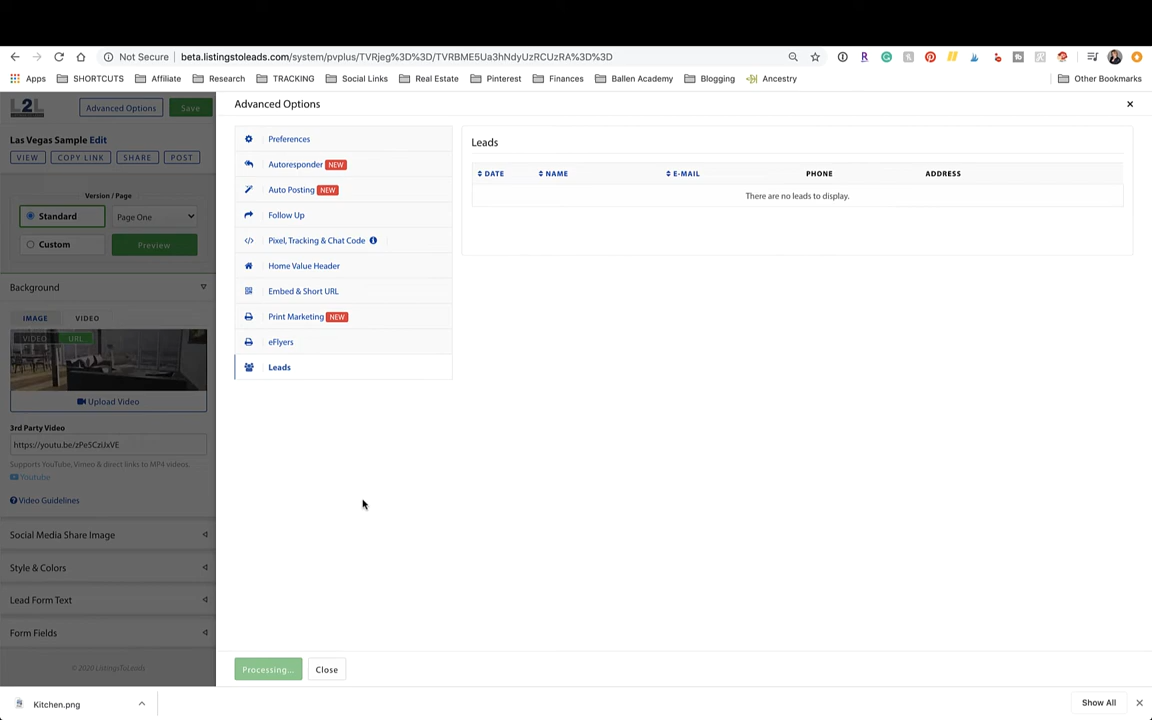 Not Secure beta.listingstoleads.com/system/pvplus/TVRjeg%3D%3D/TVRBME5Ua3hNdyUzRCUzRA%3D%3D
Apps SHORTCUTS Affiliate Research TRACKING Social Links Real Estate Pinterest Finances Ballen Academy Blogging Ancestry Other Bookmarks
L2L Advanced Options Save
Las Vegas Sample Edit
VIEW COPY LINK SHARE POST
Version / Page
Standard Page One
Custom Preview
Background
IMAGE VIDEO
VIDEO URL
Upload Video
3rd Party Video
https://youtu.be/zPe5CziJxVE
Supports YouTube, Vimeo & direct links to MP4 videos.
Youtube
Video Guidelines
Social Media Share Image
Style & Colors
Lead Form Text
Form Fields
© 2020 ListingsToLeads
Advanced Options
Preferences
Autoresponder NEW
Auto Posting NEW
Follow Up
Pixel, Tracking & Chat Code
Home Value Header
Embed & Short URL
Print Marketing NEW
eFlyers
Leads
Leads
DATE NAME E-MAIL PHONE ADDRESS
There are no leads to display.
Processing... Close
Kitchen.png Show All